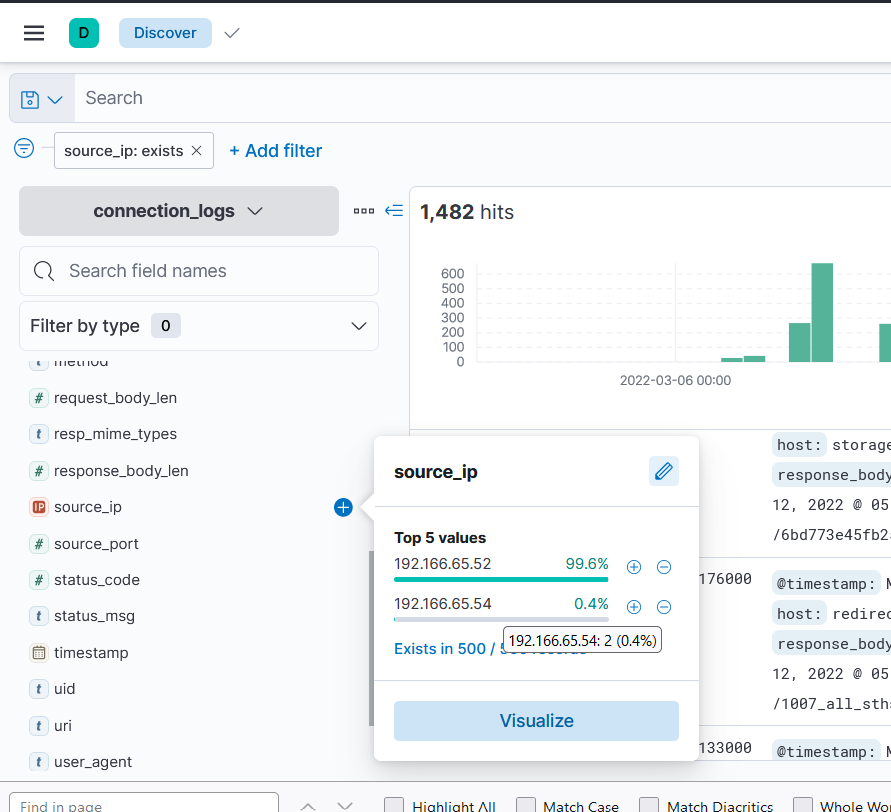 D Discover
Search
source_ip: exists × + Add filter
connection_logs
1,482 hits
Search field names
Filter by type 0
600
500
400
300
200
100
0
2022-03-06 00:00
method
# request_body_len
t resp_mime_types
# response_body_len
IP source_ip
# source_port
# status_code
t status_msg
timestamp
t uid
t uri
t user_agent
source_ip
Top 5 values
192.166.65.52 99.6%
192.166.65.54 0.4%
192.166.65.54: 2 (0.4%)
Exists in 500 /
Visualize
host: storage
response_body
12, 2022 @ 05
/6bd773e45fb2
176000 @timestamp: M
host: redirec
response_body
12, 2022 @ 05
/1007_all_sth
133000 @timestamp: M
Find in page Highlight All Match Case Match Diacritics Whole Wo